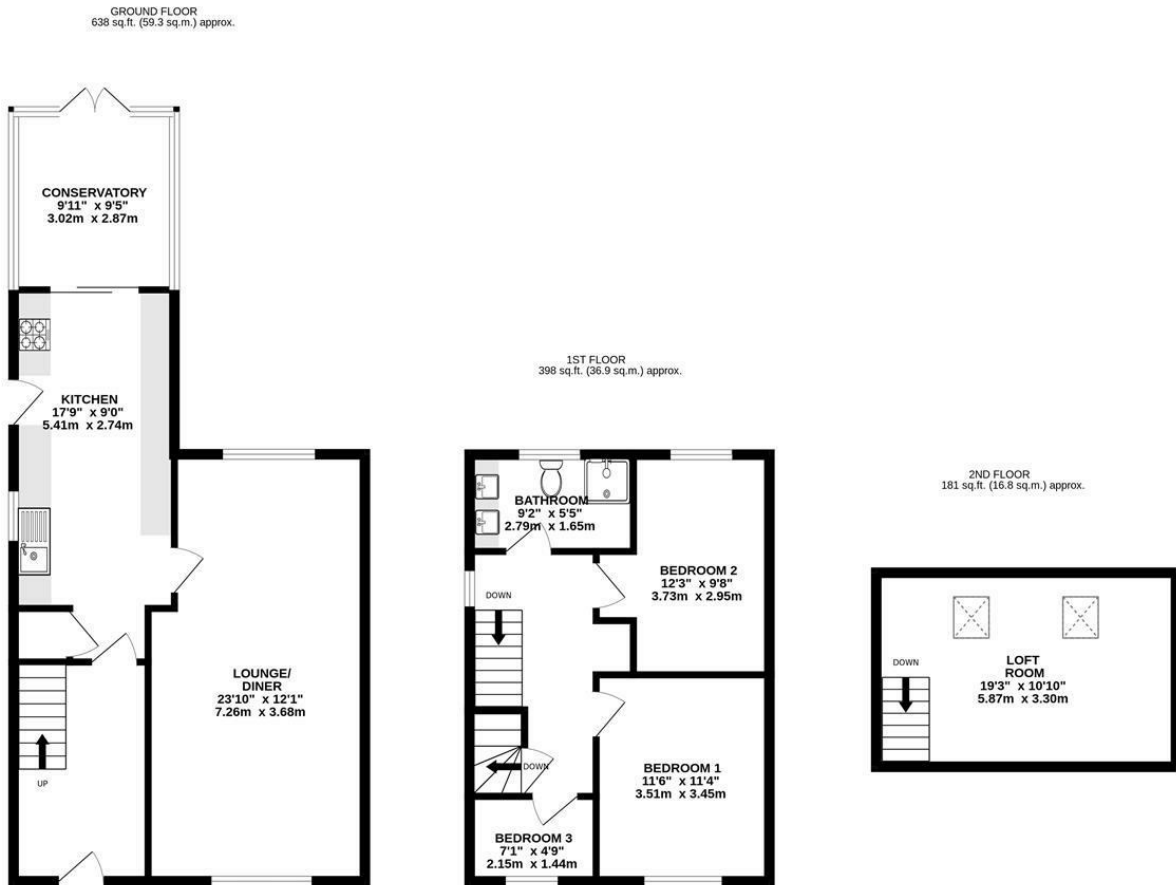 GROUND FLOOR
638 sq.ft. (59.3 sq.m.) approx.
CONSERVATORY
9'11" x 9'5"
3.02m x 2.87m
KITCHEN
17'9" x 9'0"
5.41m x 2.74m
LOUNGE/
DINER
23'10" x 12'1"
7.26m x 3.68m
UP
1ST FLOOR
398 sq.ft. (36.9 sq.m.) approx.
BATHROOM
9'2" x 5'5"
2.79m x 1.65m
BEDROOM 2
12'3" x 9'8"
3.73m x 2.95m
DOWN
DOWN
BEDROOM 1
11'6" x 11'4"
3.51m x 3.45m
BEDROOM 3
7'1" x 4'9"
2.15m x 1.44m
2ND FLOOR
181 sq.ft. (16.8 sq.m.) approx.
DOWN
LOFT
ROOM
19'3" x 10'10"
5.87m x 3.30m